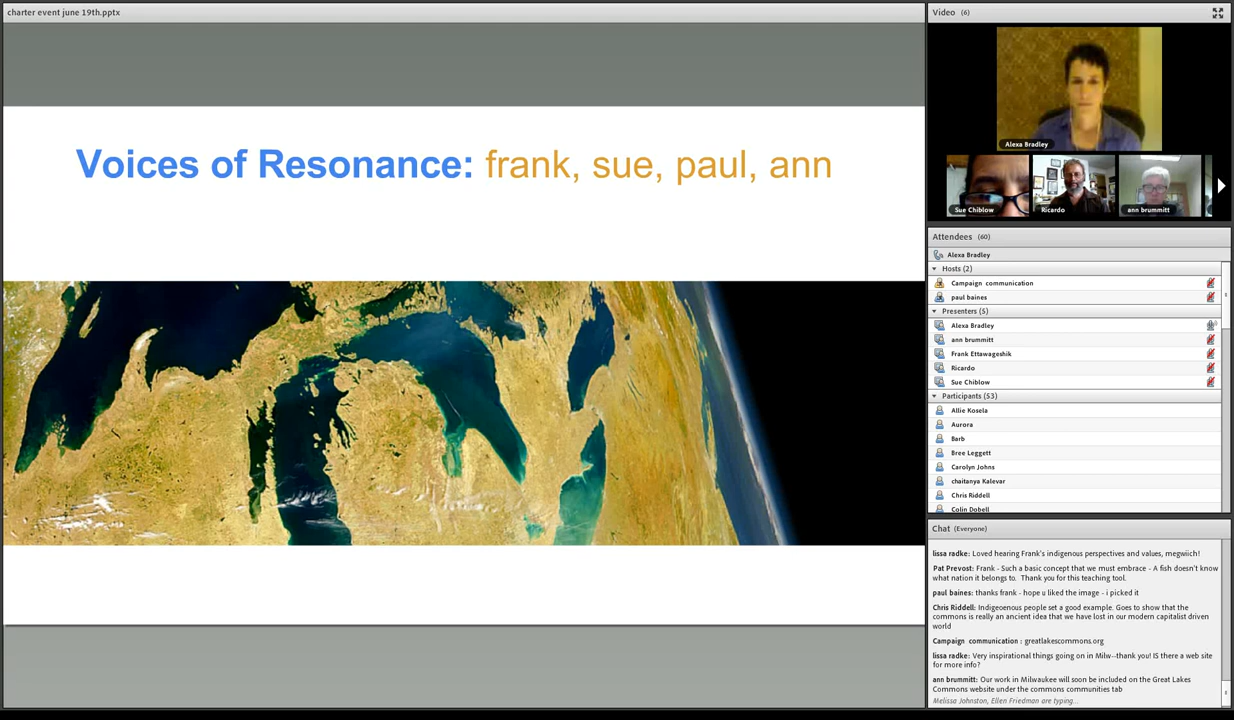 charter event june 19th.pptx
Voices of Resonance: frank, sue, paul, ann
Video (6)
Alexa Bradley
Sue Chiblow
Ricardo
ann brummitt
Attendees (60)
Alexa Bradley
Hosts (2)
Campaign communication
paul baines
Presenters (5)
Alexa Bradley
ann brummitt
Frank Ettawageshik
Ricardo
Sue Chiblow
Participants (53)
Allie Kosela
Aurora
Barb
Bree Leggett
Carolyn Johns
chaitanya Kalevar
Chris Riddell
Colin Dobell
Chat (Everyone)
lissa radke: Loved hearing Frank's indigenous perspectives and values, megwiich!
Pat Prevost: Frank - Such a basic concept that we must embrace - A fish doesn't know
what nation it belongs to. Thank you for this teaching tool.
paul baines: thanks frank - hope u liked the image - i picked it
Chris Riddell: Indigeoenous people set a good example. Goes to show that the
commons is really an ancient idea that we have lost in our modern capitalist driven
world
Campaign communication : greatlakescommons.org
lissa radke: Very inspirational things going on in Milw--thank you! IS there a web site
for more info?
ann brummitt: Our work in Milwaukee will soon be included on the Great Lakes
Commons website under the commons communities tab
Melissa Johnston, Ellen Friedman are typing...